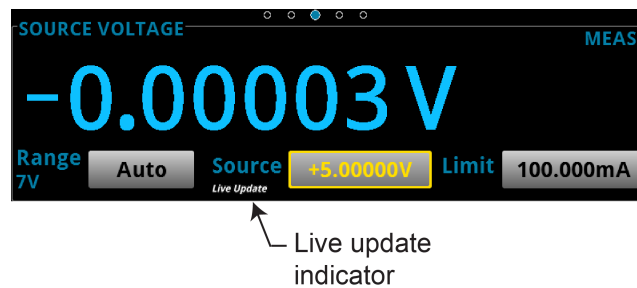 SOURCE VOLTAGE
MEAS
-0.00003 V
Range Auto Source +5.00000V Limit 100.000mA
7V Live Update
Live update
indicator